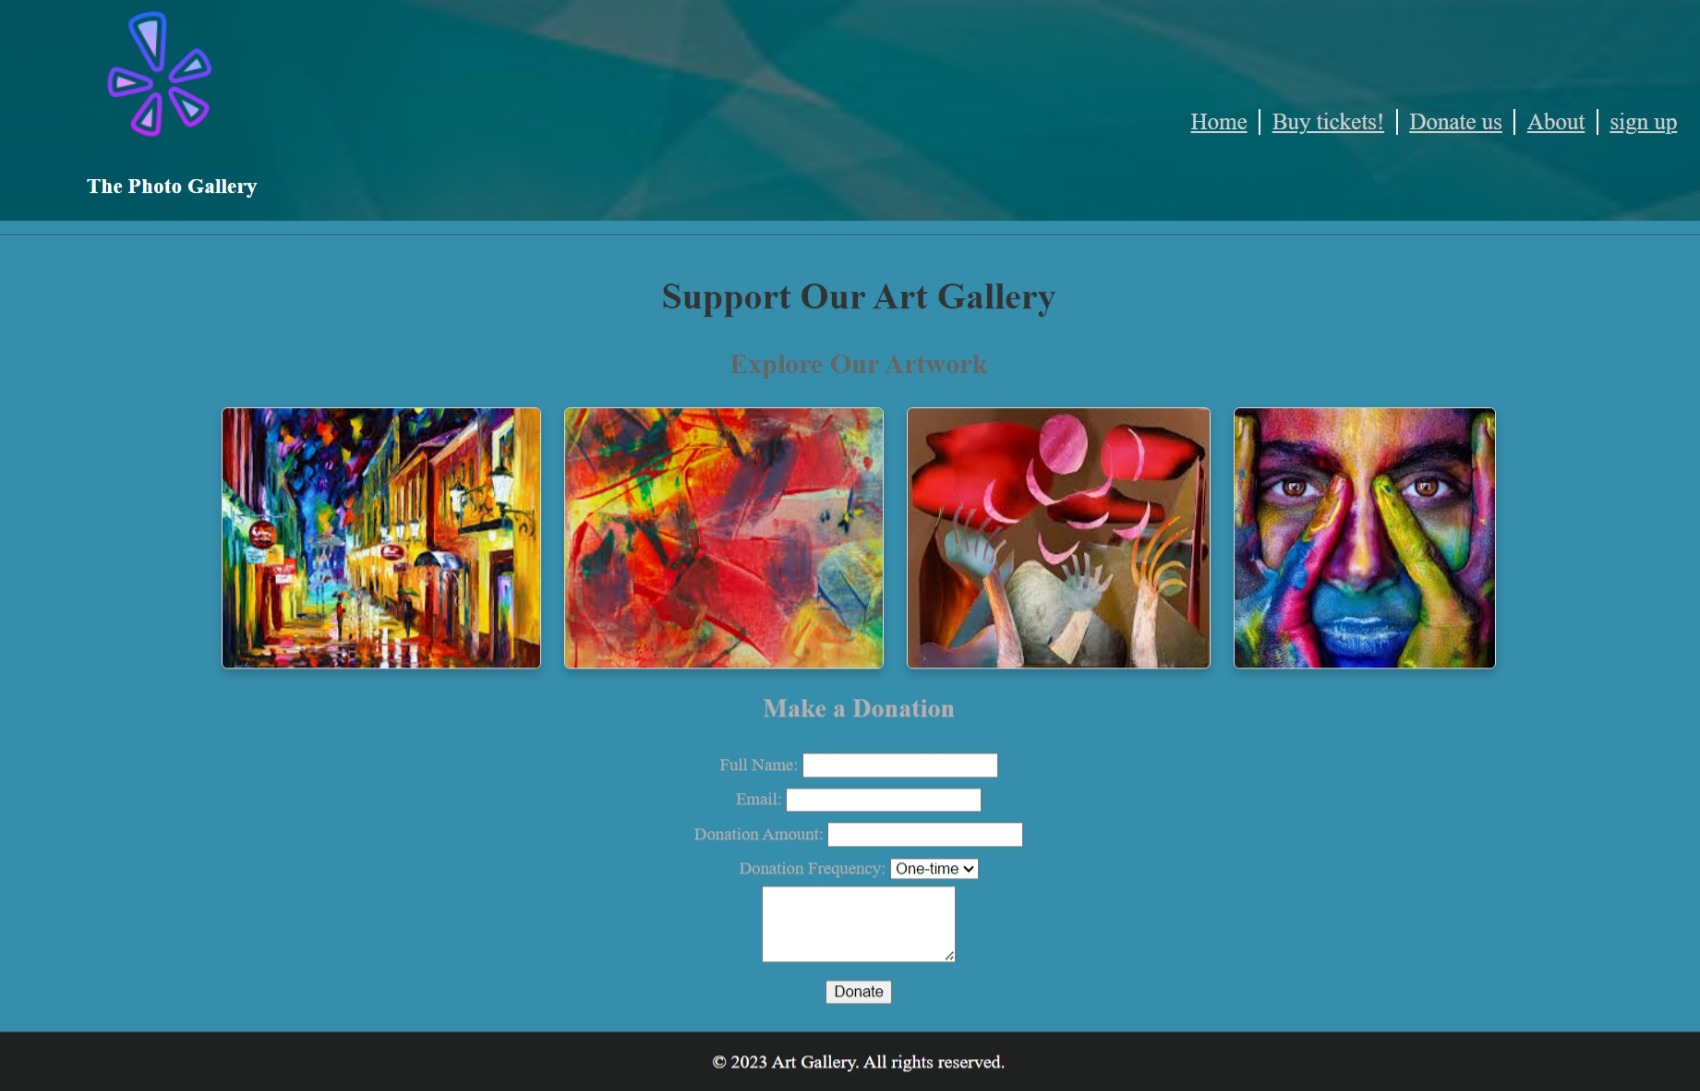 The Photo Gallery
Home | Buy tickets! | Donate us | About | sign up
Support Our Art Gallery
Explore Our Artwork
Make a Donation
Full Name:
Email:
Donation Amount:
Donation Frequency: One-time
Donate
© 2023 Art Gallery. All rights reserved.